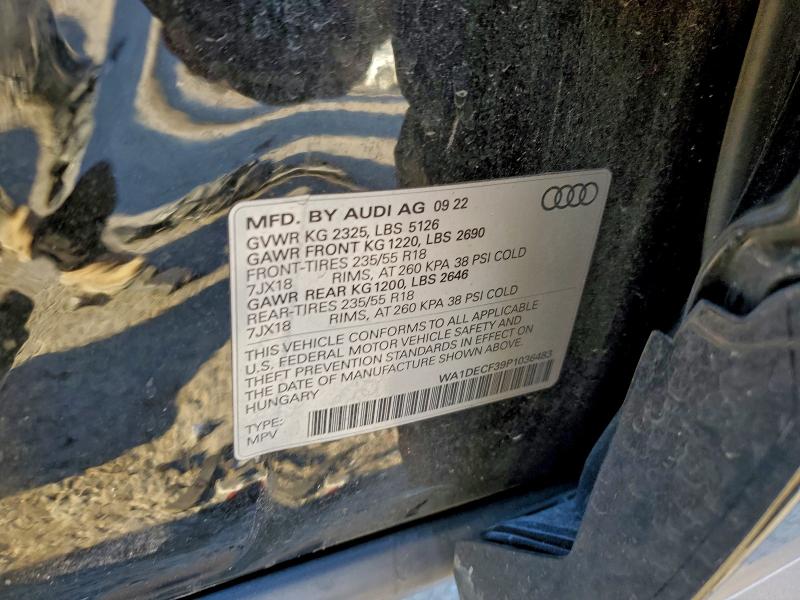 MFD. BY AUDI AG 09 22
GVWR KG 2325, LBS 5126
GAWR FRONT KG 1220, LBS 2690
FRONT-TIRES 235/55 R18
7JX18 RIMS, AT 260 KPA 38 PSI COLD
GAWR REAR KG 1200, LBS 2646
REAR-TIRES 235/55 R18
7JX18 RIMS, AT 260 KPA 38 PSI COLD
THIS VEHICLE CONFORMS TO ALL APPLICABLE
U.S. FEDERAL MOTOR VEHICLE SAFETY AND
THEFT PREVENTION STANDARDS IN EFFECT ON
THE DATE OF MANUFACTURE SHOWN ABOVE.
HUNGARY WA1DECF39P1036483
TYPE:
MPV